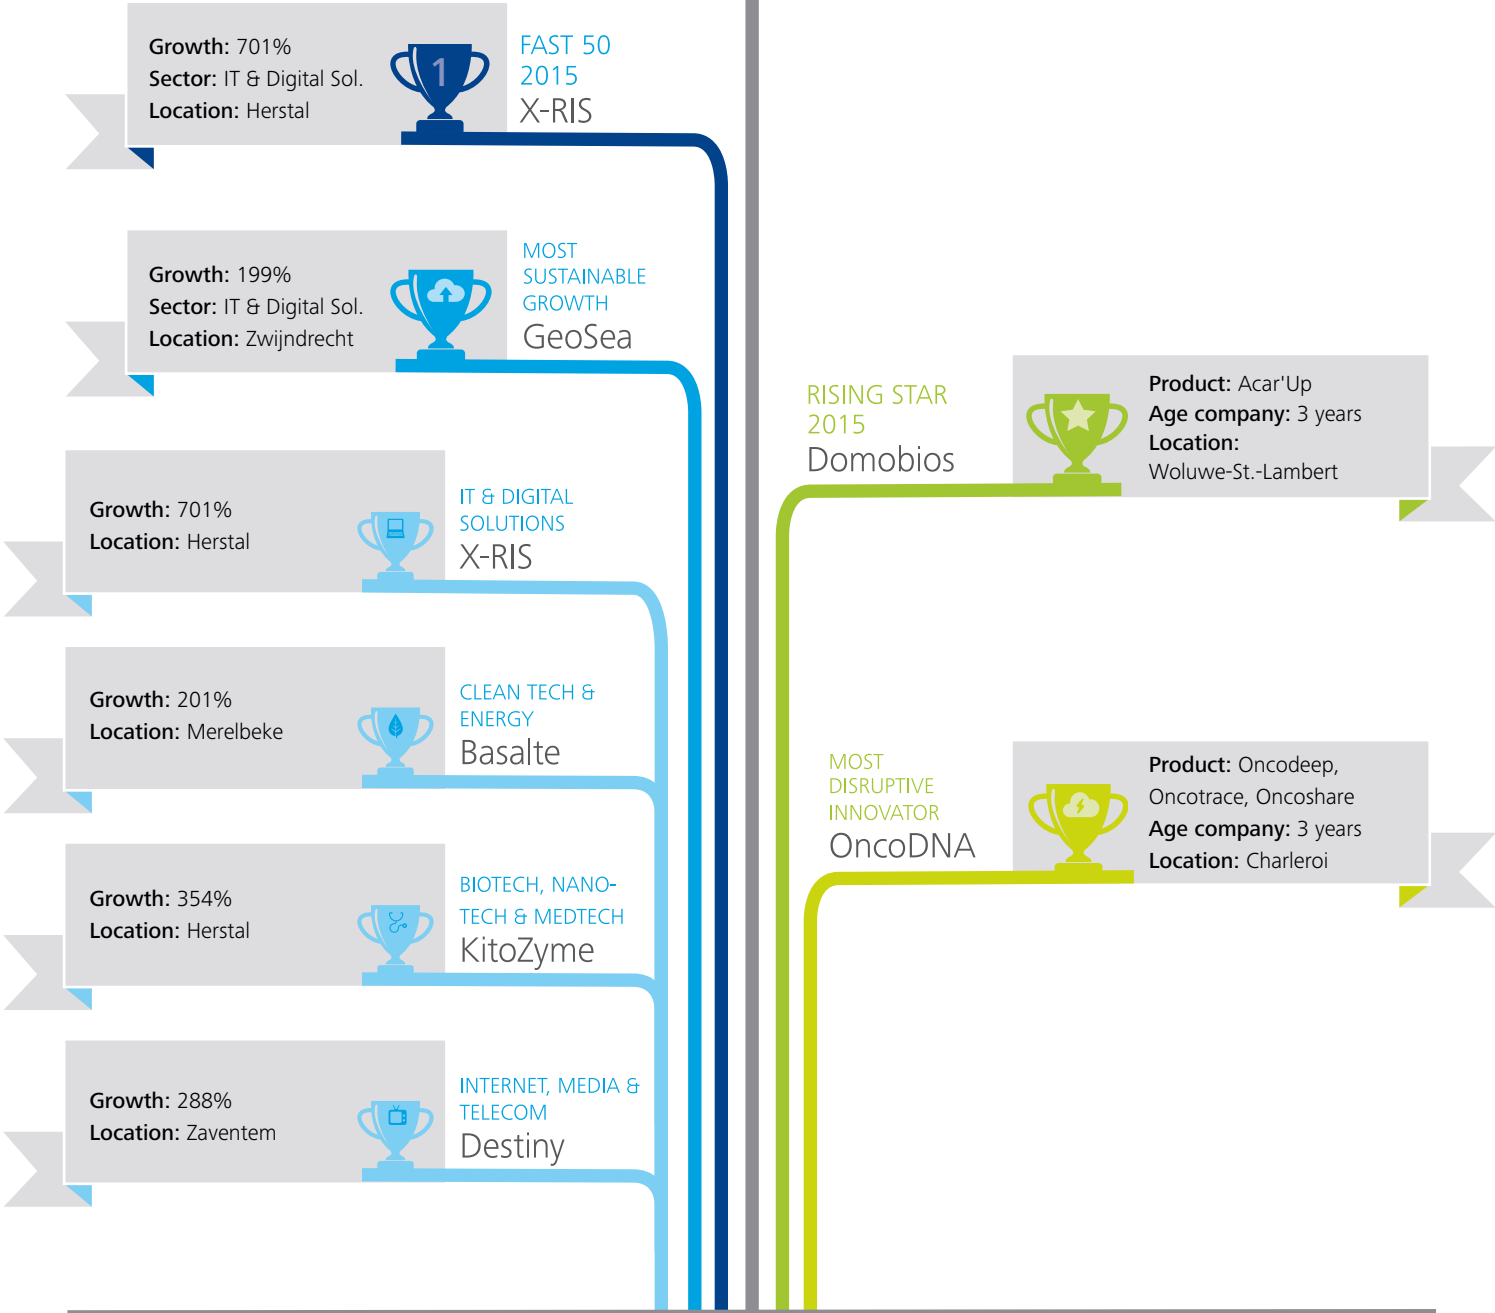 Growth: 701%
Sector: IT & Digital Sol.
Location: Herstal
1
FAST 50
2015
X-RIS
Growth: 199%
Sector: IT & Digital Sol.
Location: Zwijndrecht
MOST
SUSTAINABLE
GROWTH
GeoSea
Growth: 701%
Location: Herstal
IT & DIGITAL
SOLUTIONS
X-RIS
Growth: 201%
Location: Merelbeke
CLEAN TECH &
ENERGY
Basalte
Growth: 354%
Location: Herstal
BIOTECH, NANO-
TECH & MEDTECH
KitoZyme
Growth: 288%
Location: Zaventem
INTERNET, MEDIA &
TELECOM
Destiny
RISING STAR
2015
Domobios
Product: Acar'Up
Age company: 3 years
Location:
Woluwe-St.-Lambert
MOST
DISRUPTIVE
INNOVATOR
OncoDNA
Product: Oncodeep,
Oncotrace, Oncoshare
Age company: 3 years
Location: Charleroi